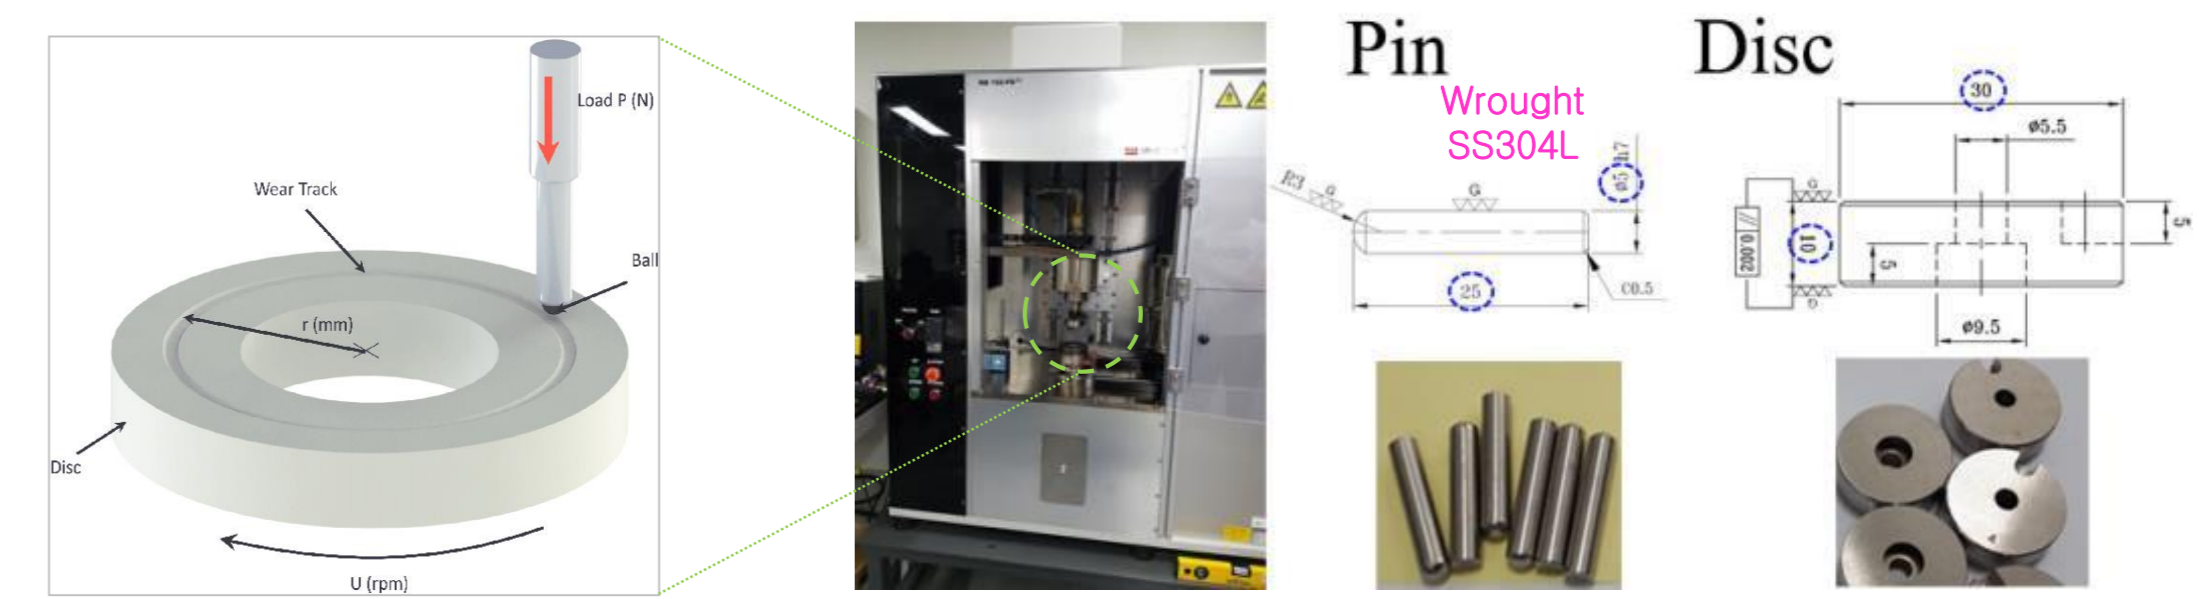 Load P (N)
Wear Track
Ball
r (mm)
Disc
U (rpm)
Pin
Wrought
SS304L
R3
G
G
ø5 h7
25
C0.5
Disc
30
ø5.5
// 0.002
G
10
5
5
ø9.5